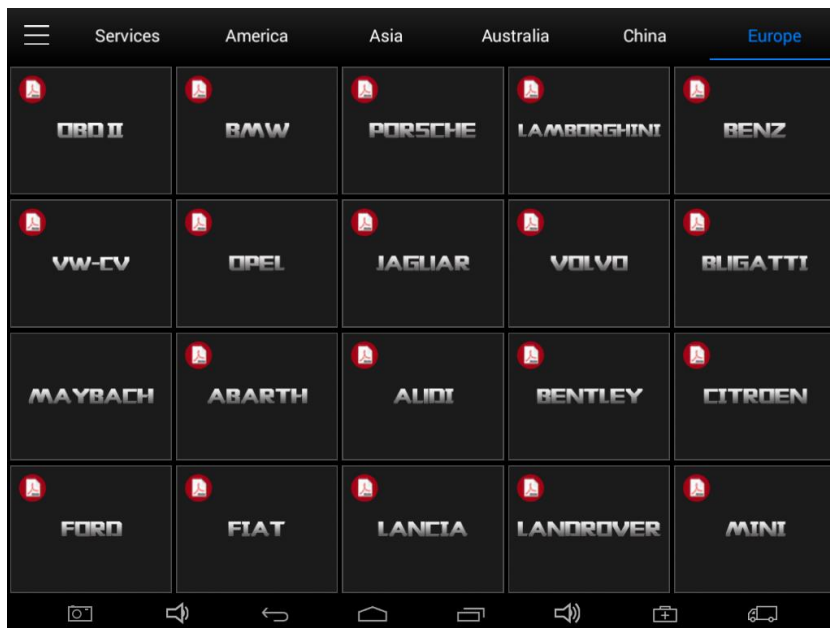 Services America Asia Australia China Europe
OBD II BMW PORSCHE LAMBORGHINI BENZ
VW-CV OPEL JAGUAR VOLVO BUGATTI
MAYBACH ABARTH AUDI BENTLEY CITROEN
FORD FIAT LANCIA LANDROVER MINI